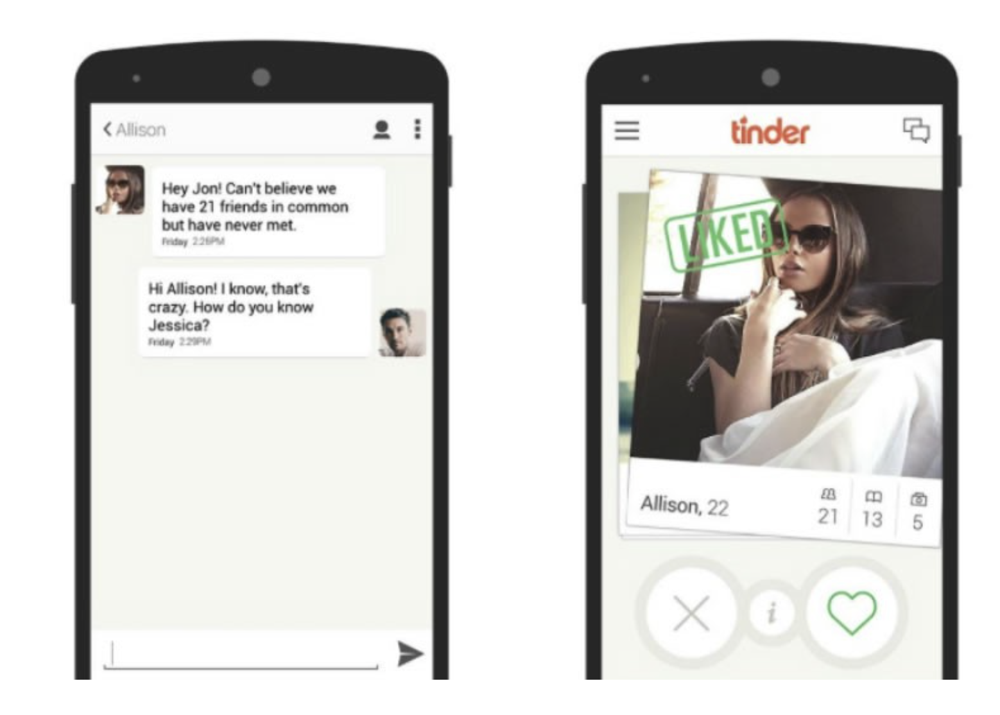 Allison
Hey Jon! Can't believe we
have 21 friends in common
but have never met.
Friday 2:26PM
Hi Allison! I know, that's
crazy. How do you know
Jessica?
Friday 2:29PM
tinder
LIKED
Allison, 22
21
13
5
i